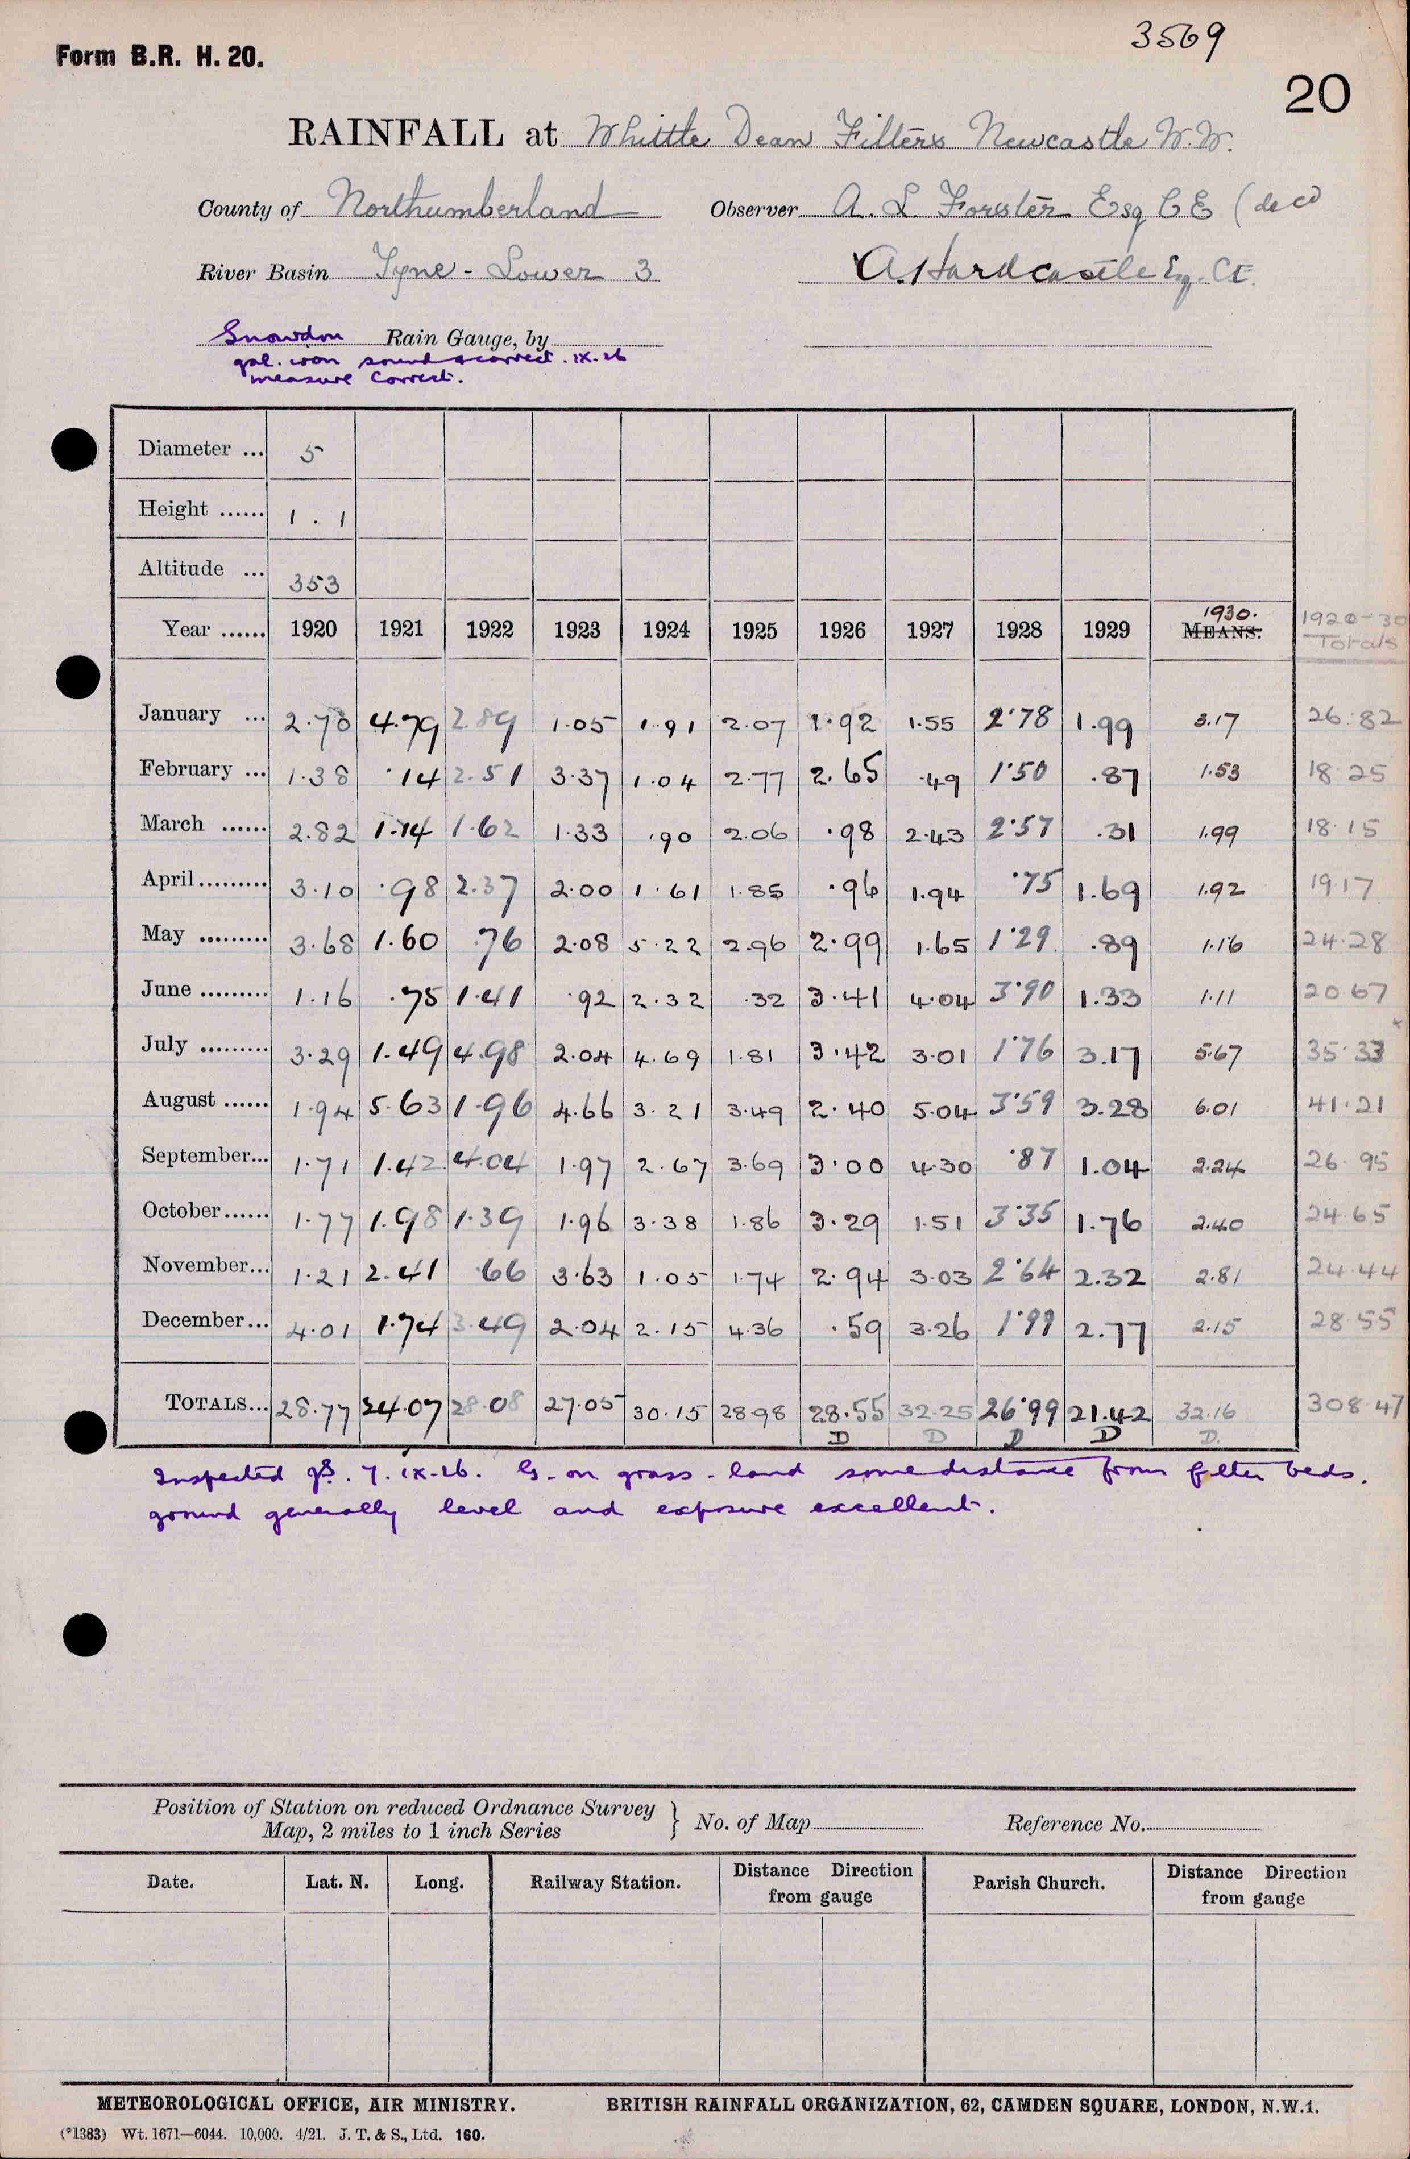 3569
Form B.R. H. 20.
20
RAINFALL at Whittle Dean Filters Newcastle W.W.
County of Northumberland Observer A. L. Forster Esq CE (decd
River Basin Tyne - Lower 3 A. Hardcastle Esq. CE.
Snowdon Rain Gauge, by
gal. iron sound & correct. IX. 26
measure correct.
Diameter ... 5
Height ...... 1 . 1
Altitude ... 353
1930. 1920-30
Year ...... 1920 1921 1922 1923 1924 1925 1926 1927 1928 1929 MEANS. Totals
January ... 2.70 4.79 2.89 1.05 1.91 2.07 1.92 1.55 2.78 1.99 3.17 26.82
February ... 1.38 .14 2.51 3.37 1.04 2.77 2.65 .49 1.50 .87 1.53 18.25
March ...... 2.82 1.14 1.62 1.33 .90 2.06 .98 2.43 2.57 .31 1.99 18.15
April......... 3.10 .98 2.37 2.00 1.61 1.85 .96 1.94 .75 1.69 1.92 19.17
May ......... 3.68 1.60 .76 2.08 5.22 2.96 2.99 1.65 1.29 .89 1.16 24.28
June ......... 1.16 .75 1.41 .92 2.32 .32 3.41 4.04 3.90 1.33 1.11 20.67
July ......... 3.29 1.49 4.98 2.04 4.69 1.81 3.42 3.01 1.76 3.17 5.67 35.33
August ...... 1.94 5.63 1.96 4.66 3.21 3.49 2.40 5.04 3.59 3.28 6.01 41.21
September... 1.71 1.42 4.04 1.97 2.67 3.69 3.00 4.30 .87 1.04 2.24 26.95
October...... 1.77 1.98 1.39 1.96 3.38 1.86 3.29 1.51 3.35 1.76 2.40 24.65
November... 1.21 2.41 .66 3.63 1.05 1.74 2.94 3.03 2.64 2.32 2.81 24.44
December... 4.01 1.74 3.49 2.04 2.15 4.36 .59 3.26 1.99 2.77 2.15 28.55
TOTALS... 28.77 24.07 28.08 27.05 30.15 28.98 28.55 32.25 26.99 21.42 32.16 308.47
D D D D D.
Inspected 7. IX-26. G. on grass-land some distance from filter beds.
ground generally level and exposure excellent.
Position of Station on reduced Ordnance Survey
Map, 2 miles to 1 inch Series } No. of Map Reference No.
Date. Lat. N. Long. Railway Station. Distance Direction from gauge Parish Church. Distance Direction from gauge
METEOROLOGICAL OFFICE, AIR MINISTRY. BRITISH RAINFALL ORGANIZATION, 62, CAMDEN SQUARE, LONDON, N.W.1.
(*1383) Wt. 1671—6044. 10,000. 4/21. J. T. & S., Ltd. 160.